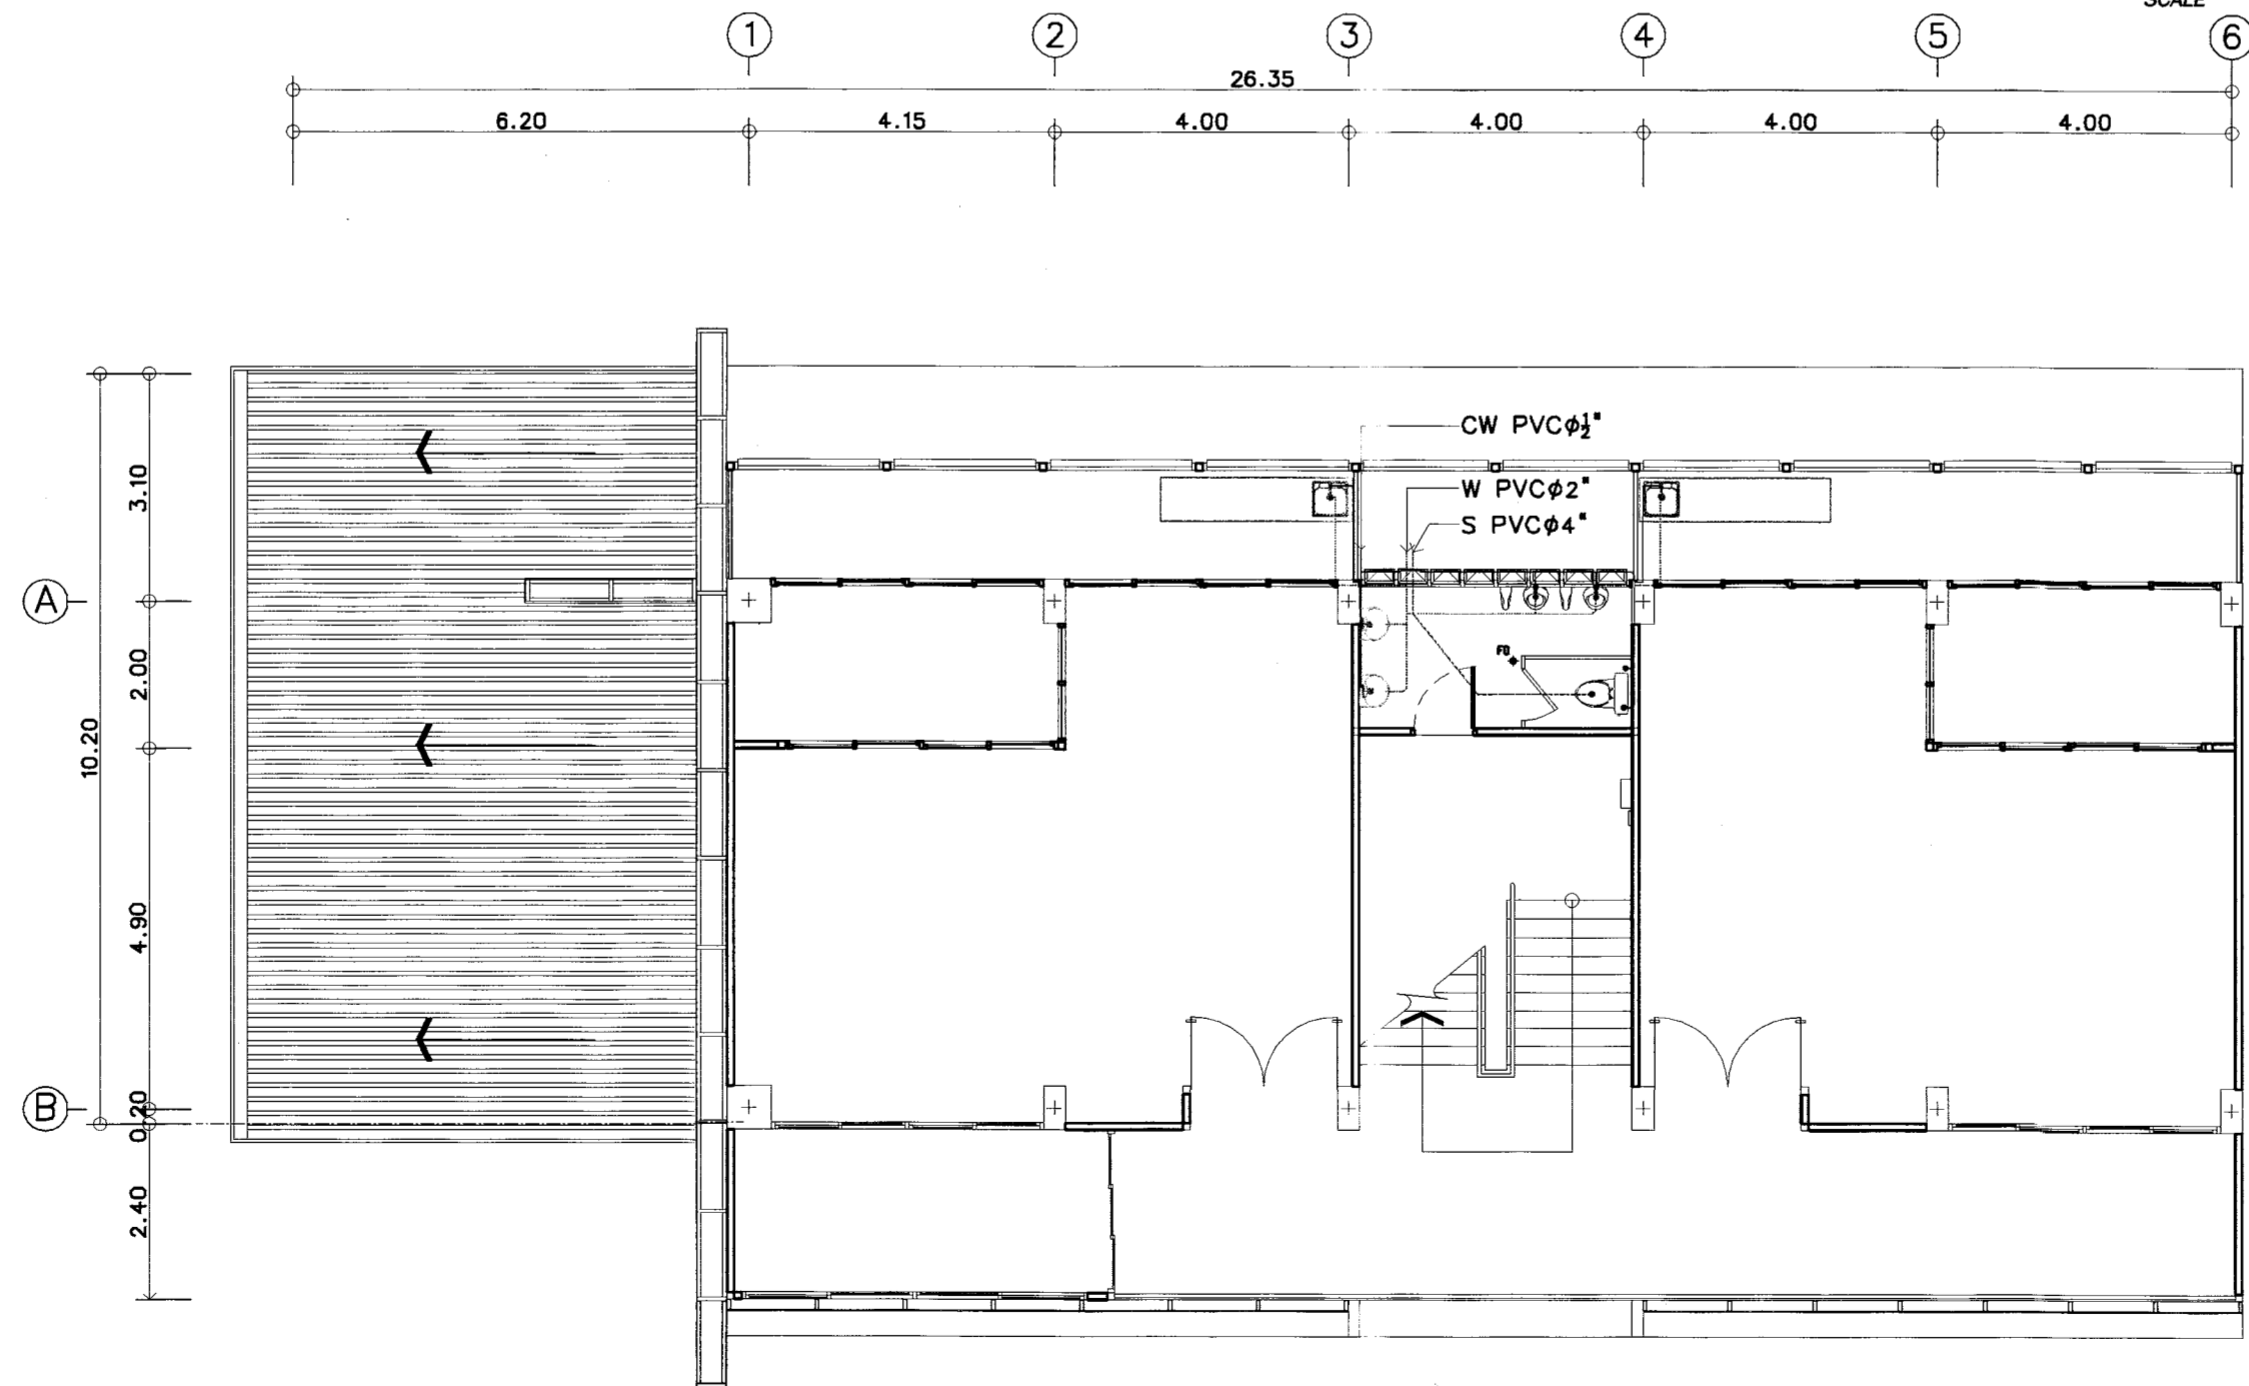 SCALE
1 2 3 4 5 6
26.35
6.20 4.15 4.00 4.00 4.00 4.00
CW PVCϕ½"
W PVCϕ2"
S PVCϕ4"
3.10
A
2.00
FD
10.20
4.90
B
0.20
2.40